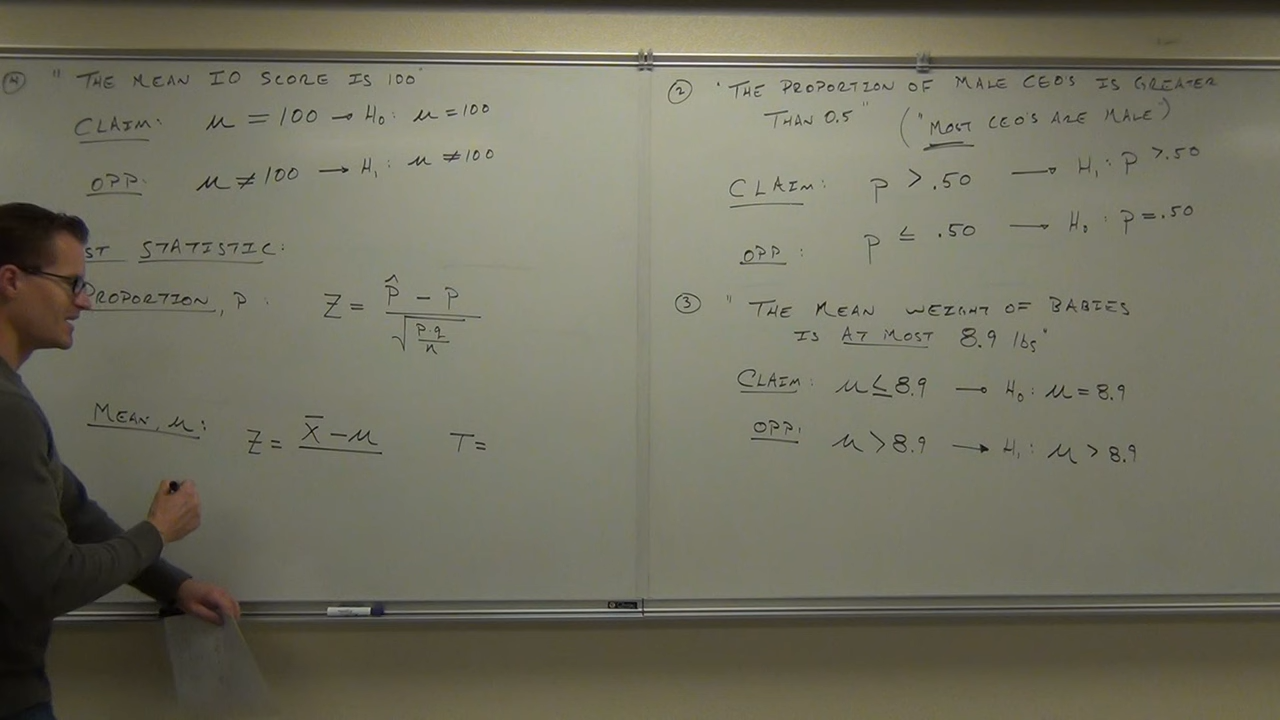 ④ " THE MEAN IQ SCORE IS 100"
CLAIM: μ = 100 → H₀: μ = 100
OPP: μ ≠ 100 → H₁: μ ≠ 100
ST STATISTIC:
PROPORTION, P : Z = p̂ - p / √(p·q/n)
MEAN, μ: Z = x̄ - μ T =
② "THE PROPORTION OF MALE CEO'S IS GREATER
THAN 0.5" ("MOST CEO'S ARE MALE")
CLAIM: P > .50 → H₁: P > .50
OPP: P ≤ .50 → H₀: P = .50
③ "THE MEAN WEIGHT OF BABIES
IS AT MOST 8.9 lbs"
CLAIM: μ ≤ 8.9 → H₀: μ = 8.9
OPP: μ > 8.9 → H₁: μ > 8.9